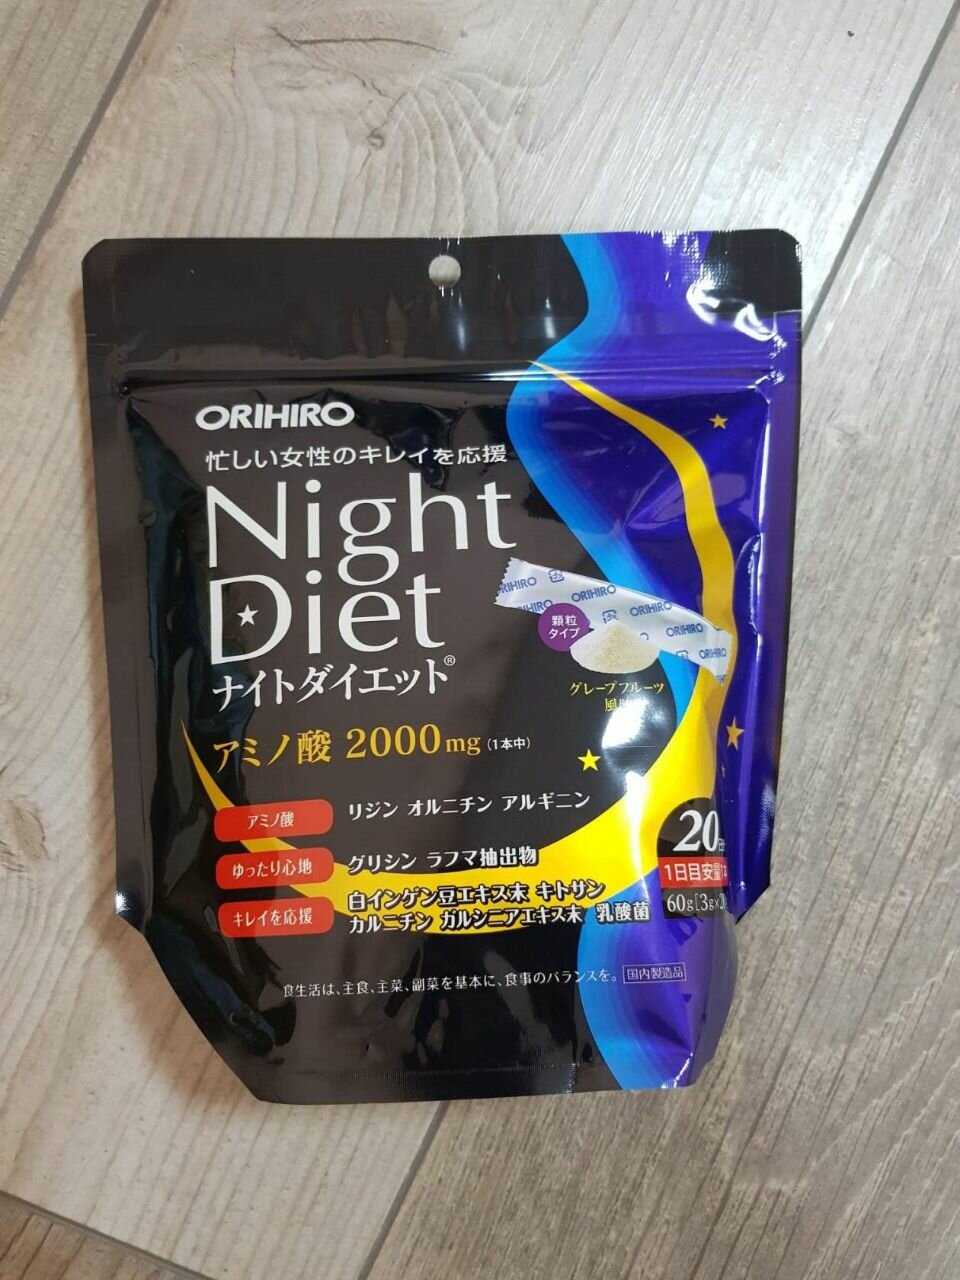 ORIHIRO
忙しい女性のキレイを応援
Night
Diet
ナイトダイエット®
RIHIRO
ORIHIRO
ORIHIRO
IHIRO
ORIHIRO
ORIHIRO
顆粒
タイプ
グレープフルーツ
アミノ酸 2000mg (1本中)
アミノ酸
リジン オルニチン アルギニン
ゆったり心地
グリシン ラフマ抽出物
キレイを応援
白インゲン豆エキス末 キトサン
カルニチン ガルシニアエキス末 乳酸菌
20
1日目安量
60g[3g×
食生活は、主食、主菜、副菜を基本に、食事のバランスを。
国内製造品